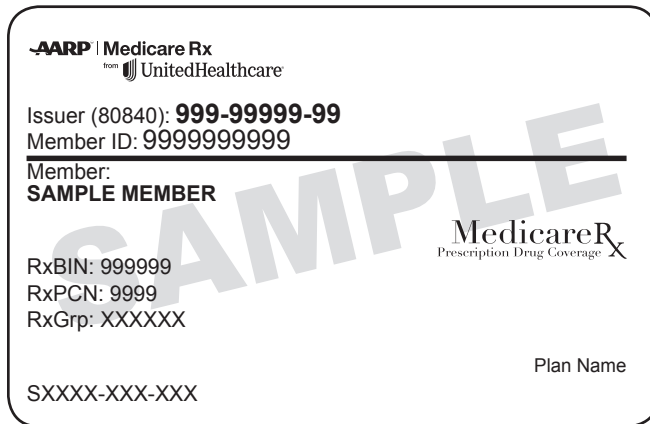 AARP | Medicare Rx
from UnitedHealthcare
Issuer (80840): 999-99999-99
Member ID: 9999999999
Member:
SAMPLE MEMBER
SAMPLE
MedicareRx
Prescription Drug Coverage
RxBIN: 999999
RxPCN: 9999
RxGrp: XXXXXX
Plan Name
SXXXX-XXX-XXX